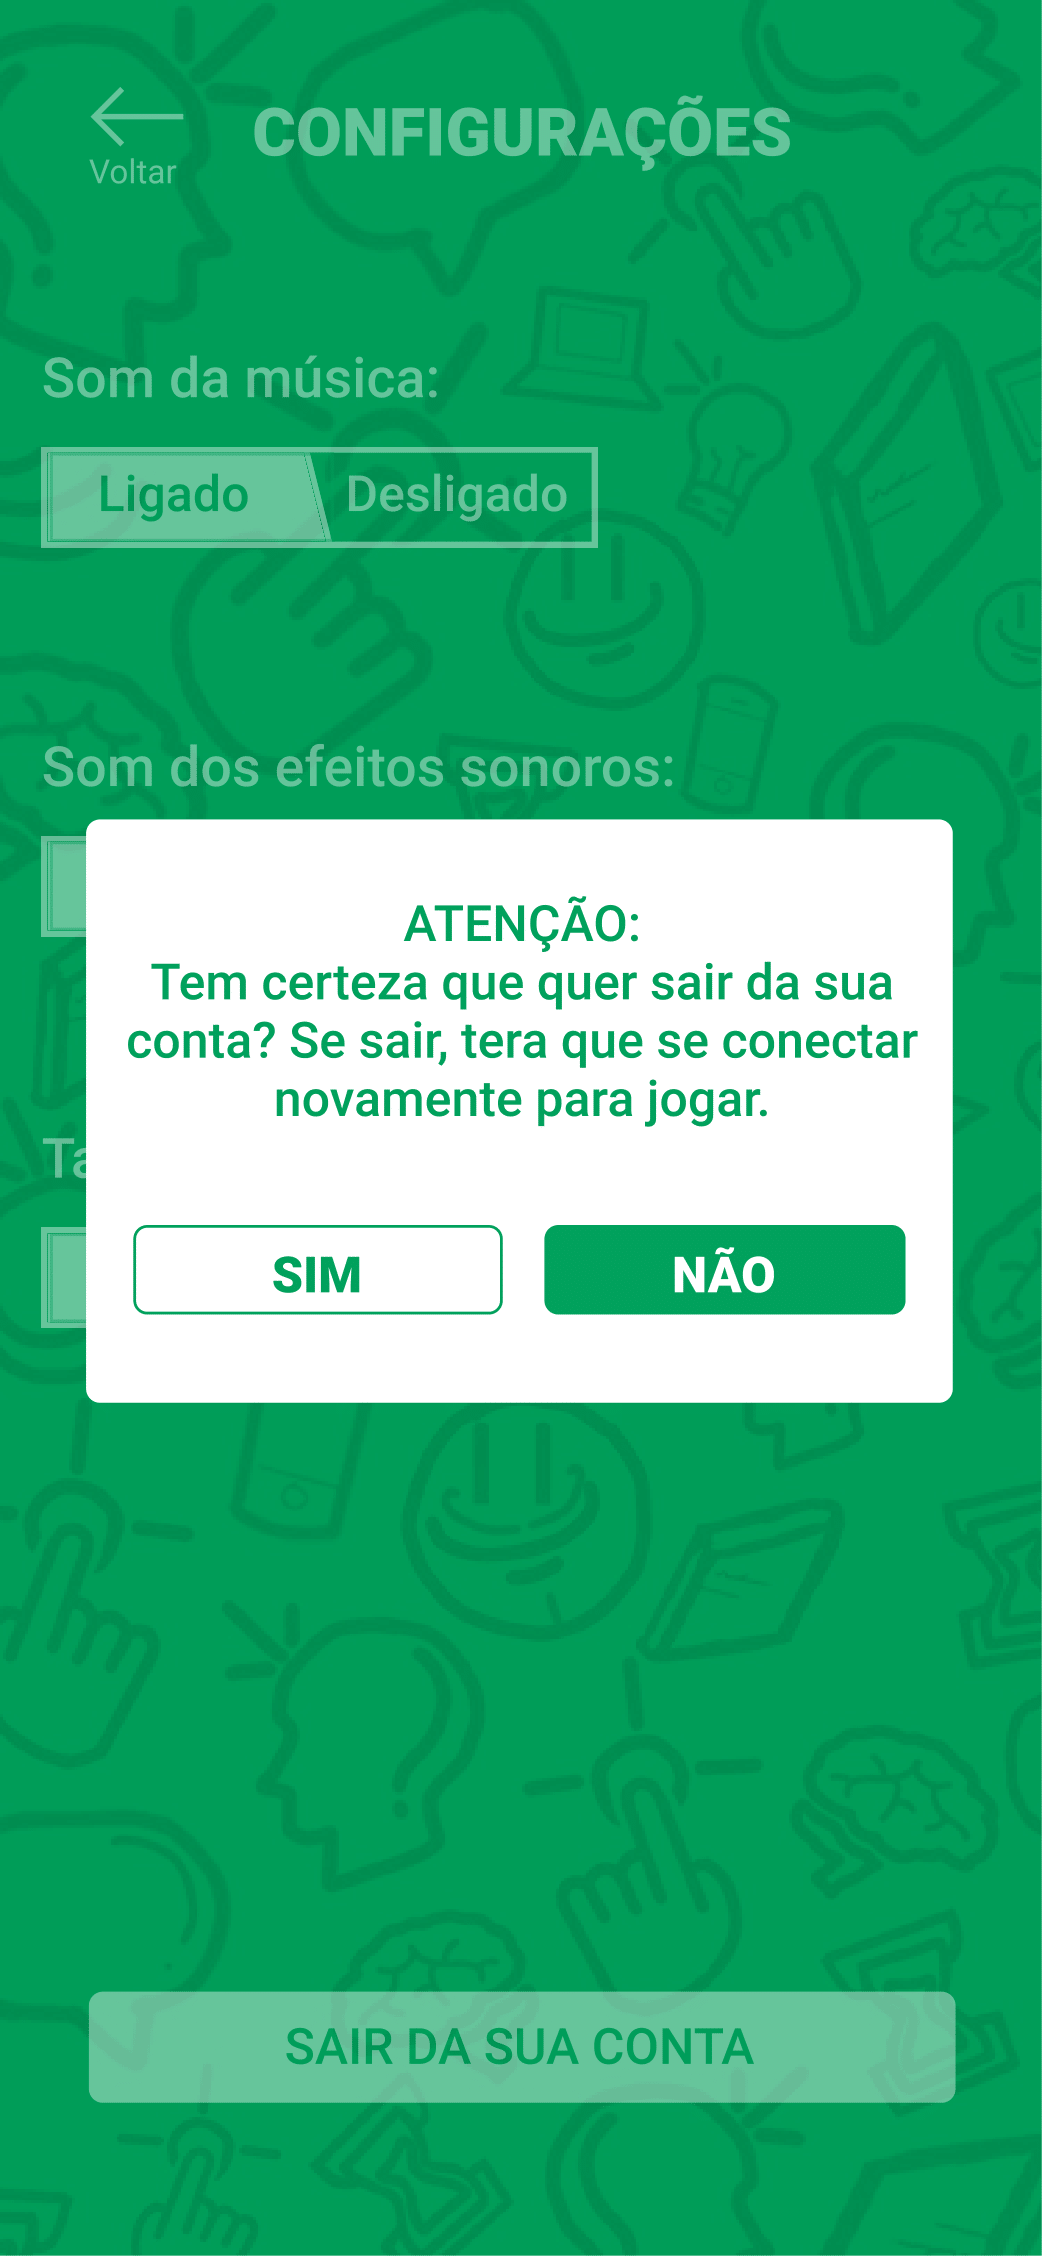 CONFIGURAÇÕES
Voltar
Som da música:
Ligado
Desligado
Som dos efeitos sonoros:
ATENÇÃO:
Tem certeza que quer sair da sua
conta? Se sair, tera que se conectar
novamente para jogar.
SIM
NÃO
SAIR DA SUA CONTA